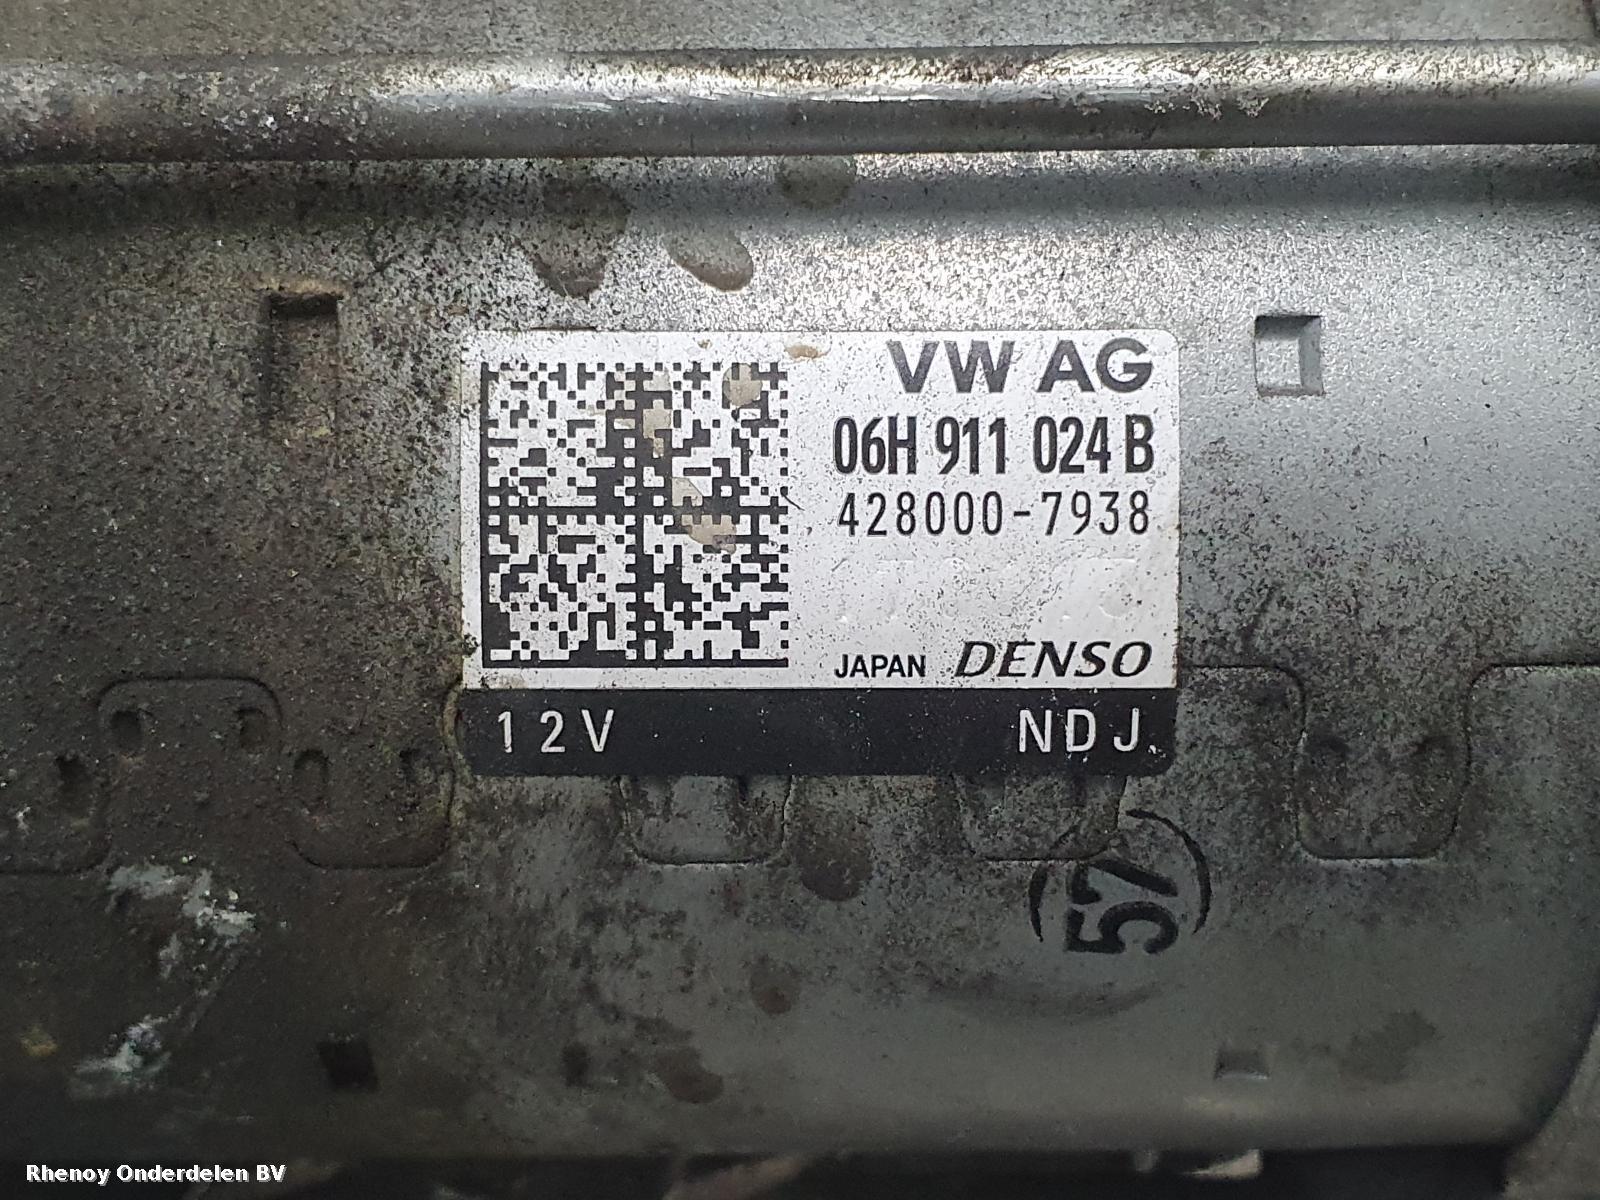 VW AG
06H 911 024 B
428000-7938
JAPAN DENSO
12V NDJ
57
Rhenoy Onderdelen BV